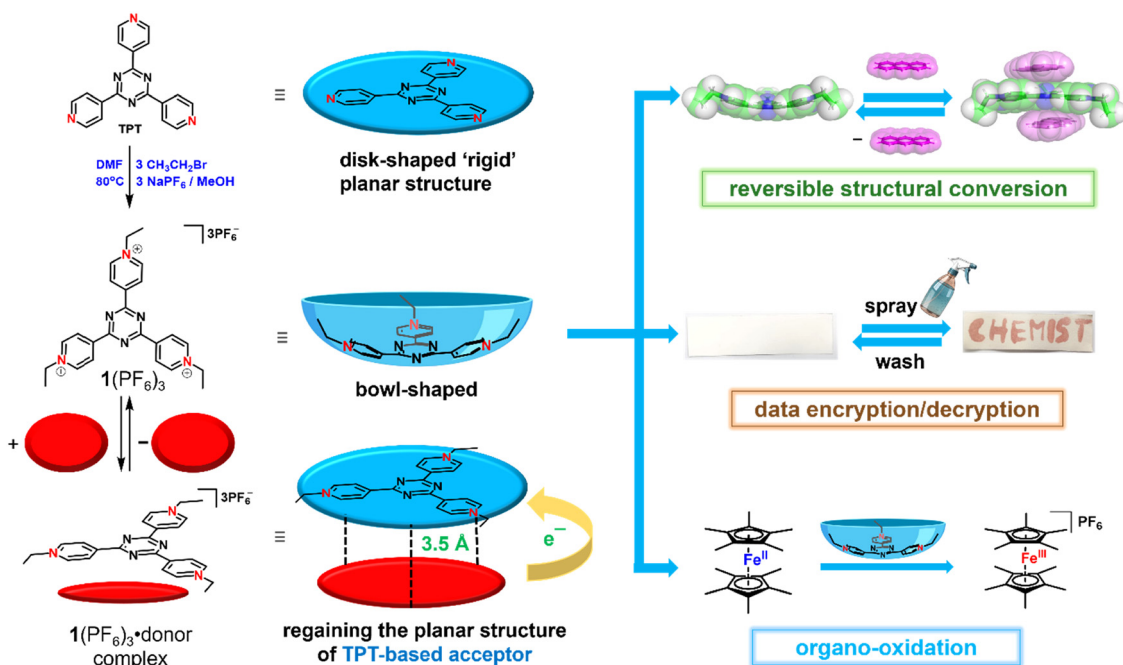 N
N N
N
N N
TPT
DMF 3 CH₃CH₂Br
80°C 3 NaPF₆ / MeOH
≡
N
N N
N
N
N
disk-shaped 'rigid'
planar structure
–
reversible structural conversion
3PF₆⁻
N
N N
N
N N
1(PF₆)₃
≡
N
N N
N
N
N
bowl-shaped
spray
CHEMIST
wash
data encryption/decryption
+ –
3PF₆⁻
N
N N
N
N
N
1(PF₆)₃•donor
complex
≡
N
N N
N
N
N
3.5 Å
e⁻
regaining the planar structure
of TPT-based acceptor
Feᴵᴵ
Feᴵᴵᴵ
PF₆
organo-oxidation